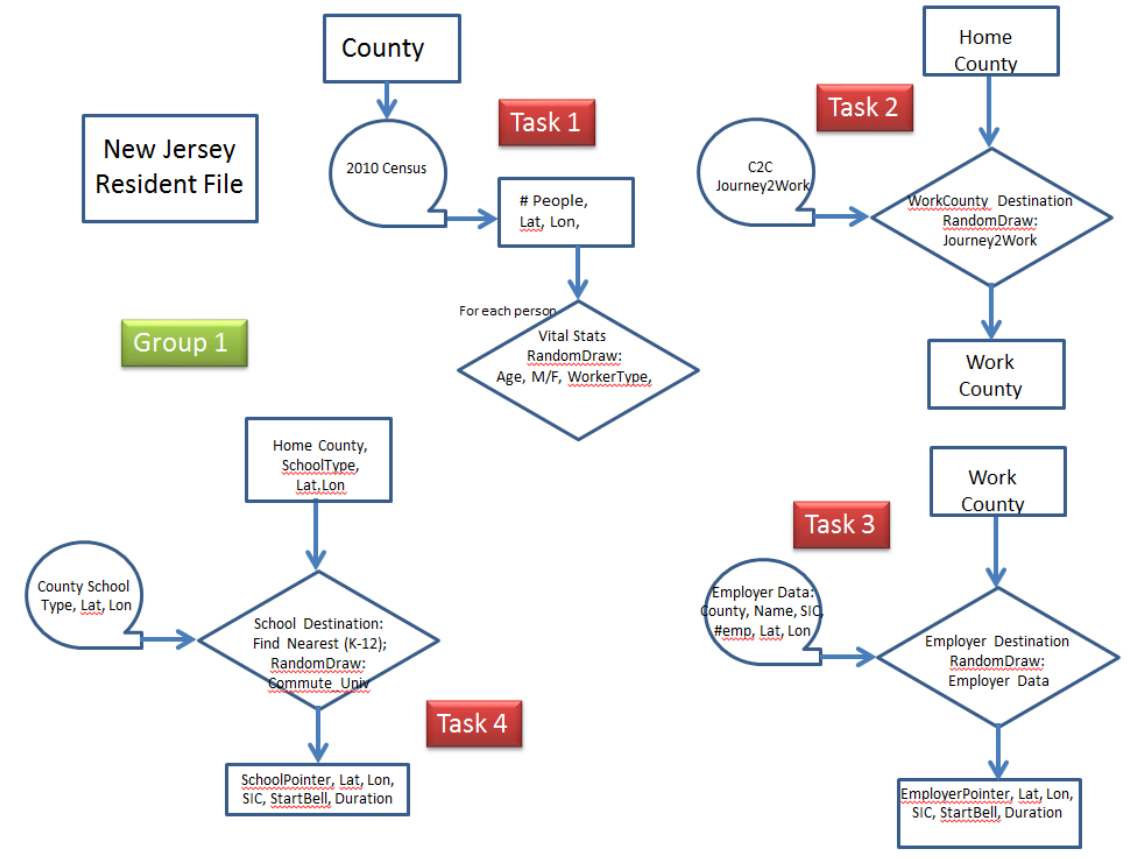 County
2010 Census
Task 1
# People,
Lat, Lon,
For each person
Vital Stats
RandomDraw:
Age, M/F, WorkerType,
New Jersey
Resident File
Group 1
Home
County
Task 2
C2C
Journey2Work
WorkCounty Destination
RandomDraw:
Journey2Work
Work
County
Home County,
SchoolType,
Lat,Lon
County School
Type, Lat, Lon
School Destination:
Find Nearest (K-12);
RandomDraw:
Commute_Univ
Task 4
SchoolPointer, Lat, Lon,
SIC, StartBell, Duration
Work
County
Task 3
Employer Data:
County, Name, SIC,
#emp, Lat, Lon
Employer Destination
RandomDraw:
Employer Data
EmployerPointer, Lat, Lon,
SIC, StartBell, Duration